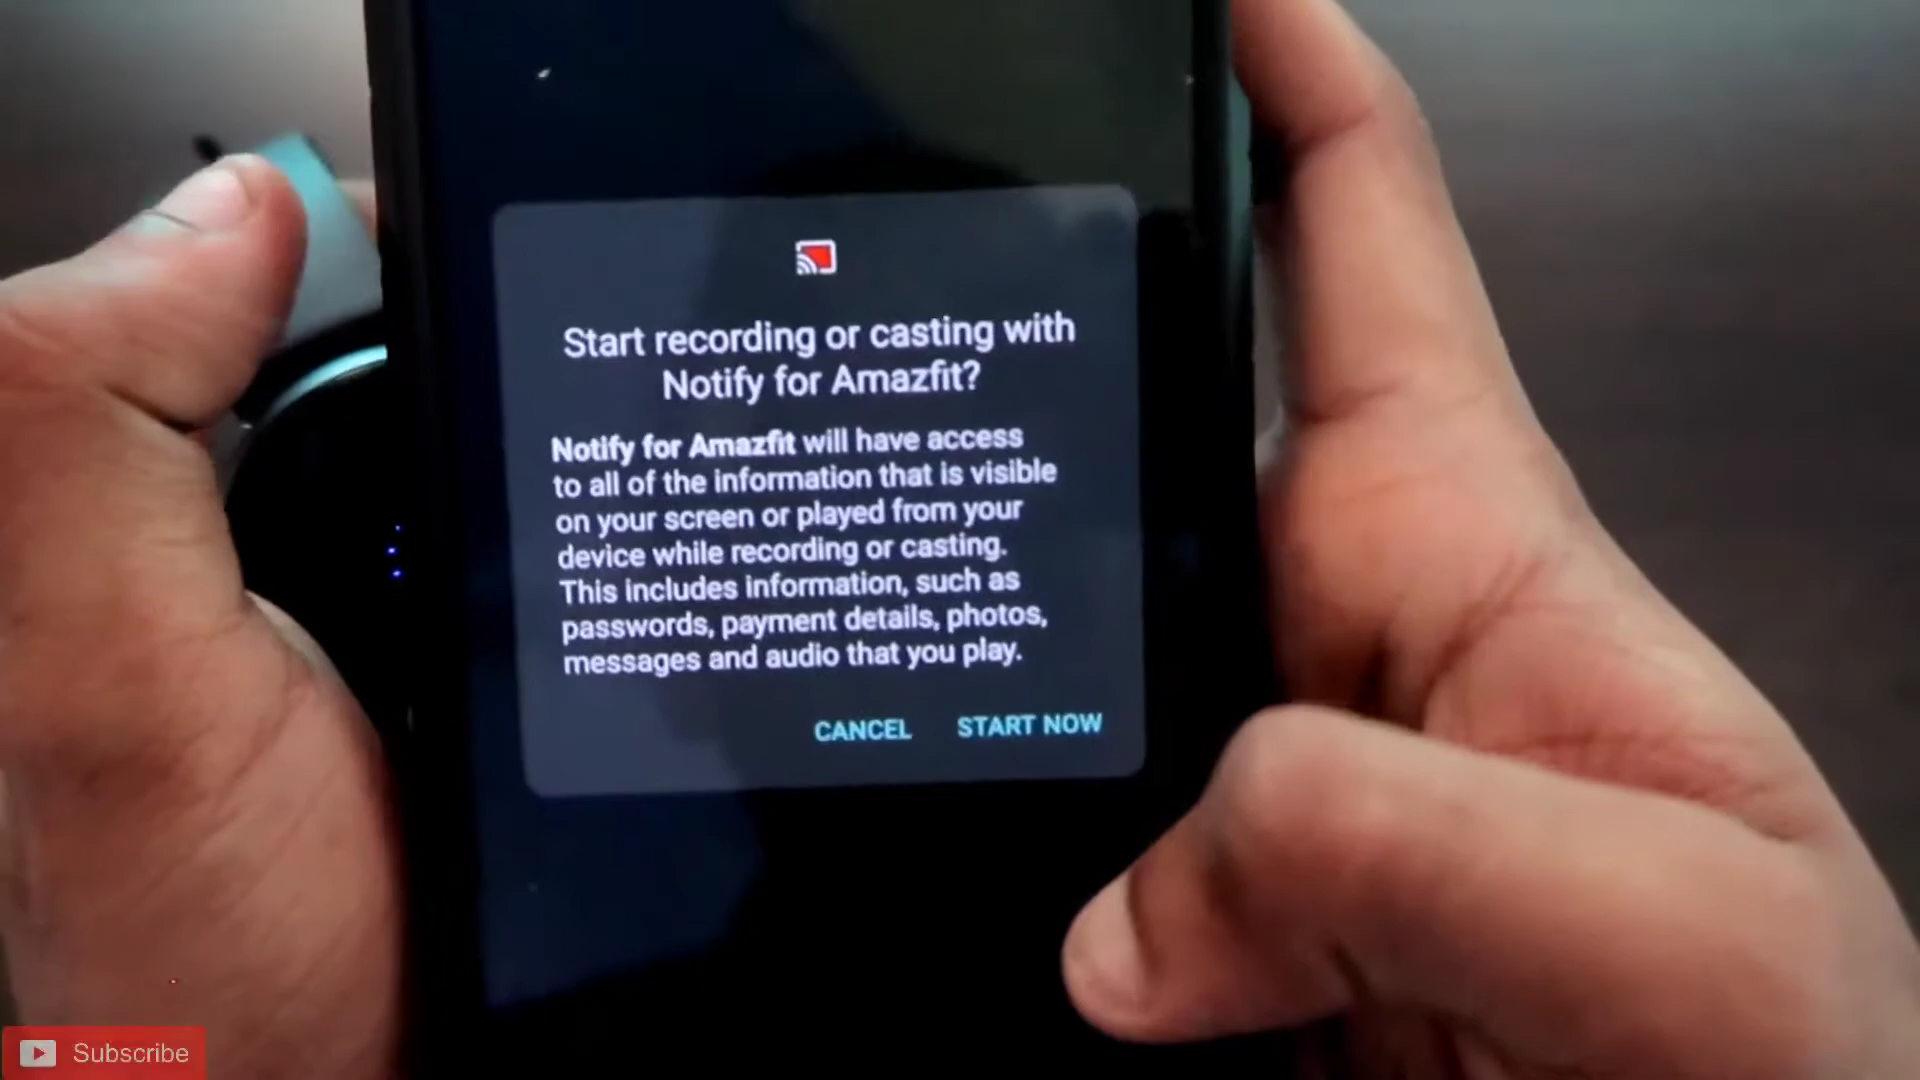 Start recording or casting with
Notify for Amazfit?
Notify for Amazfit will have access
to all of the information that is visible
on your screen or played from your
device while recording or casting.
This includes information, such as
passwords, payment details, photos,
messages and audio that you play.
CANCEL START NOW
Subscribe